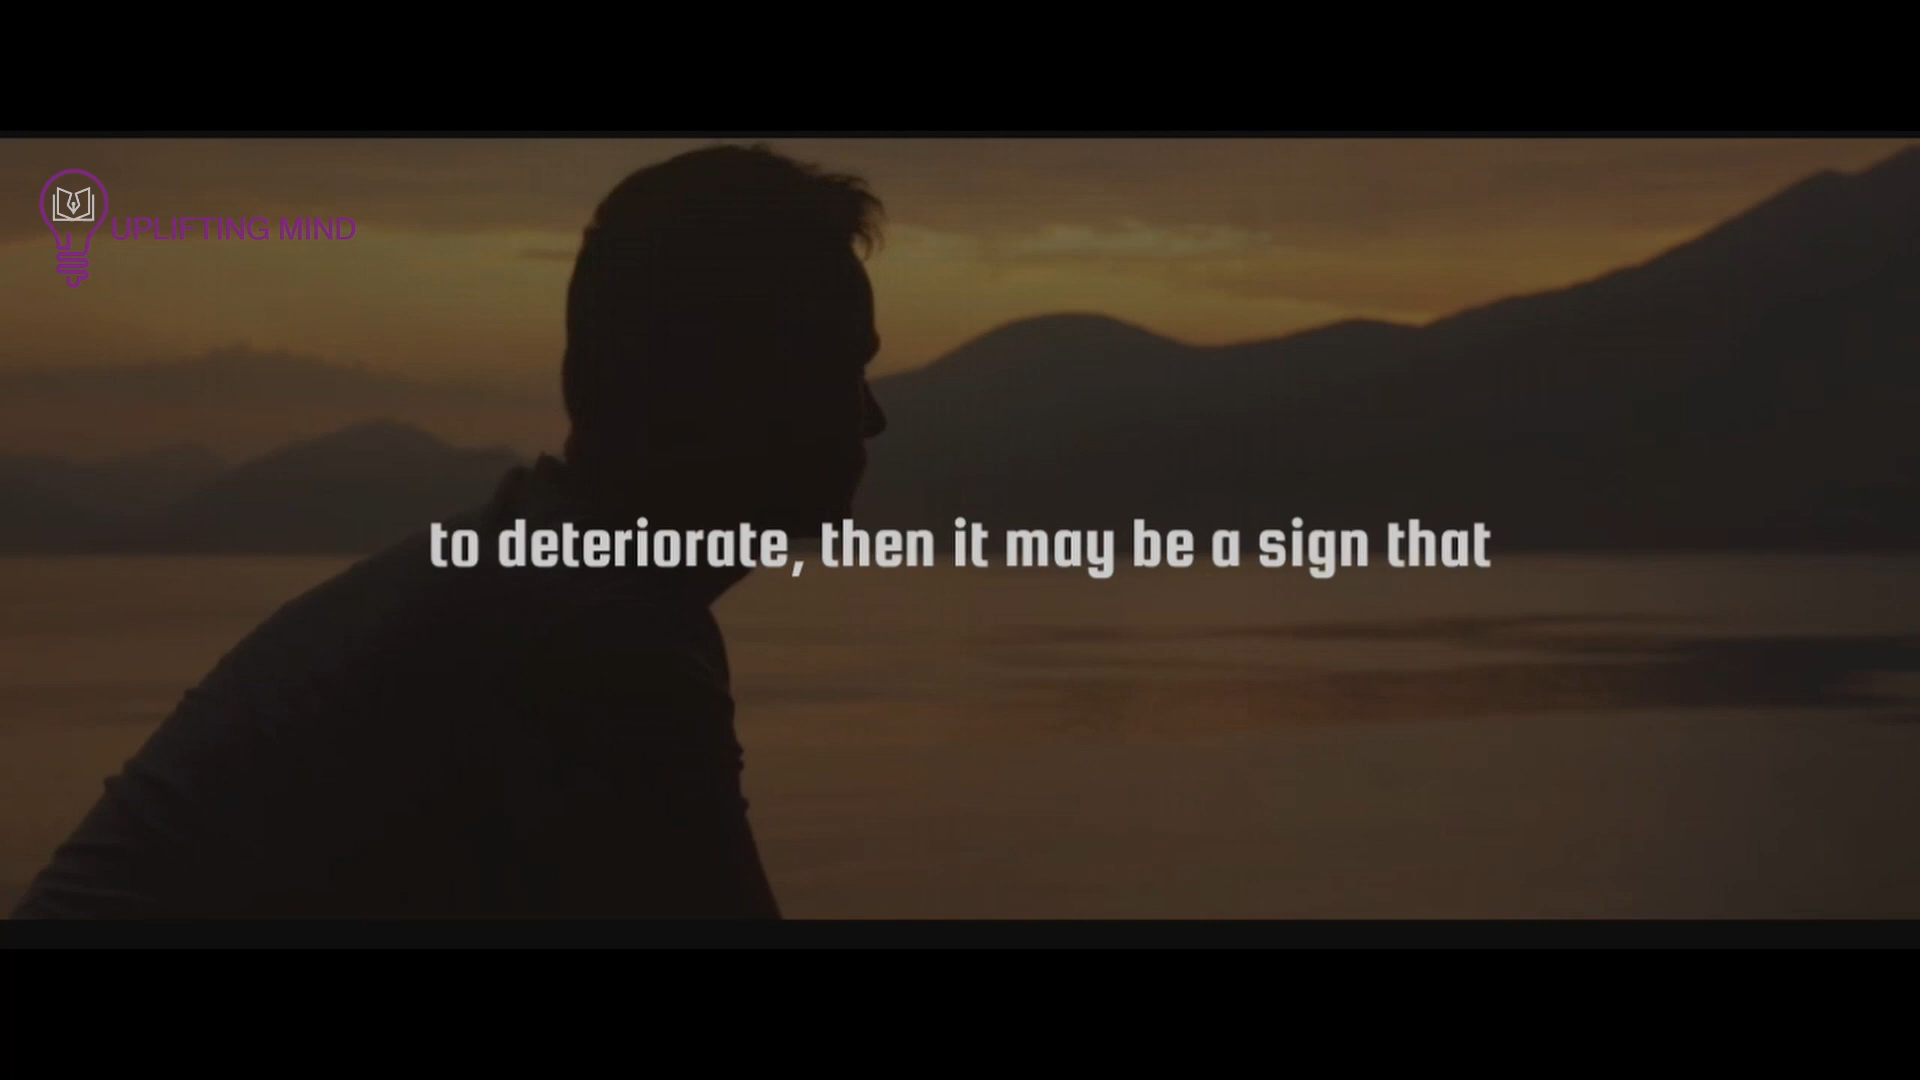 UPLIFTING MIND
to deteriorate, then it may be a sign that